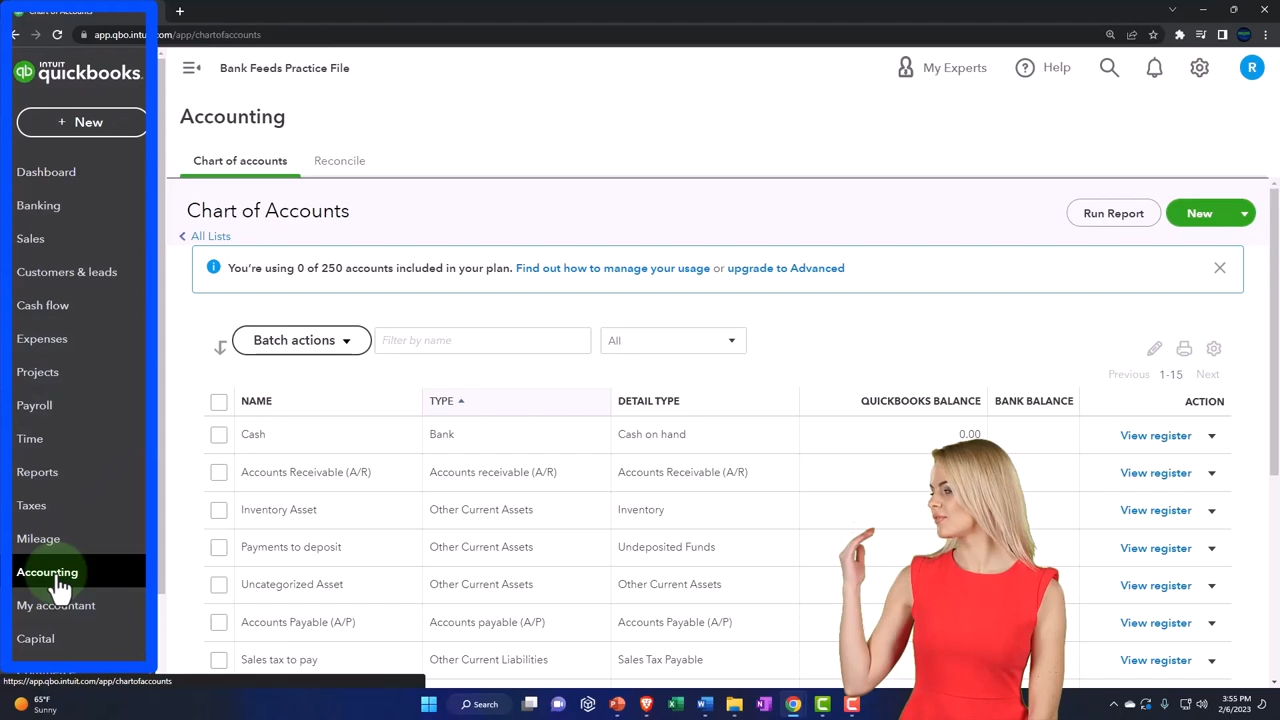 Chart of Accounts
app.qbo.intuit.com/app/chartofaccounts
INTUIT
quickbooks.
Bank Feeds Practice File
My Experts
Help
R
+ New
Accounting
Dashboard
Banking
Sales
Customers & leads
Cash flow
Expenses
Projects
Payroll
Time
Reports
Taxes
Mileage
Accounting
My accountant
Capital
Chart of accounts
Reconcile
Chart of Accounts
All Lists
Run Report
New
You're using 0 of 250 accounts included in your plan. Find out how to manage your usage or upgrade to Advanced
Batch actions
Filter by name
All
Previous 1-15 Next
NAME TYPE DETAIL TYPE QUICKBOOKS BALANCE BANK BALANCE ACTION
Cash Bank Cash on hand 0.00 View register
Accounts Receivable (A/R) Accounts receivable (A/R) Accounts Receivable (A/R) View register
Inventory Asset Other Current Assets Inventory View register
Payments to deposit Other Current Assets Undeposited Funds View register
Uncategorized Asset Other Current Assets Other Current Assets View register
Accounts Payable (A/P) Accounts payable (A/P) Accounts Payable (A/P) View register
Sales tax to pay Other Current Liabilities Sales Tax Payable View register
https://app.qbo.intuit.com/app/chartofaccounts
65°F
Sunny
Search
3:55 PM
2/6/2023